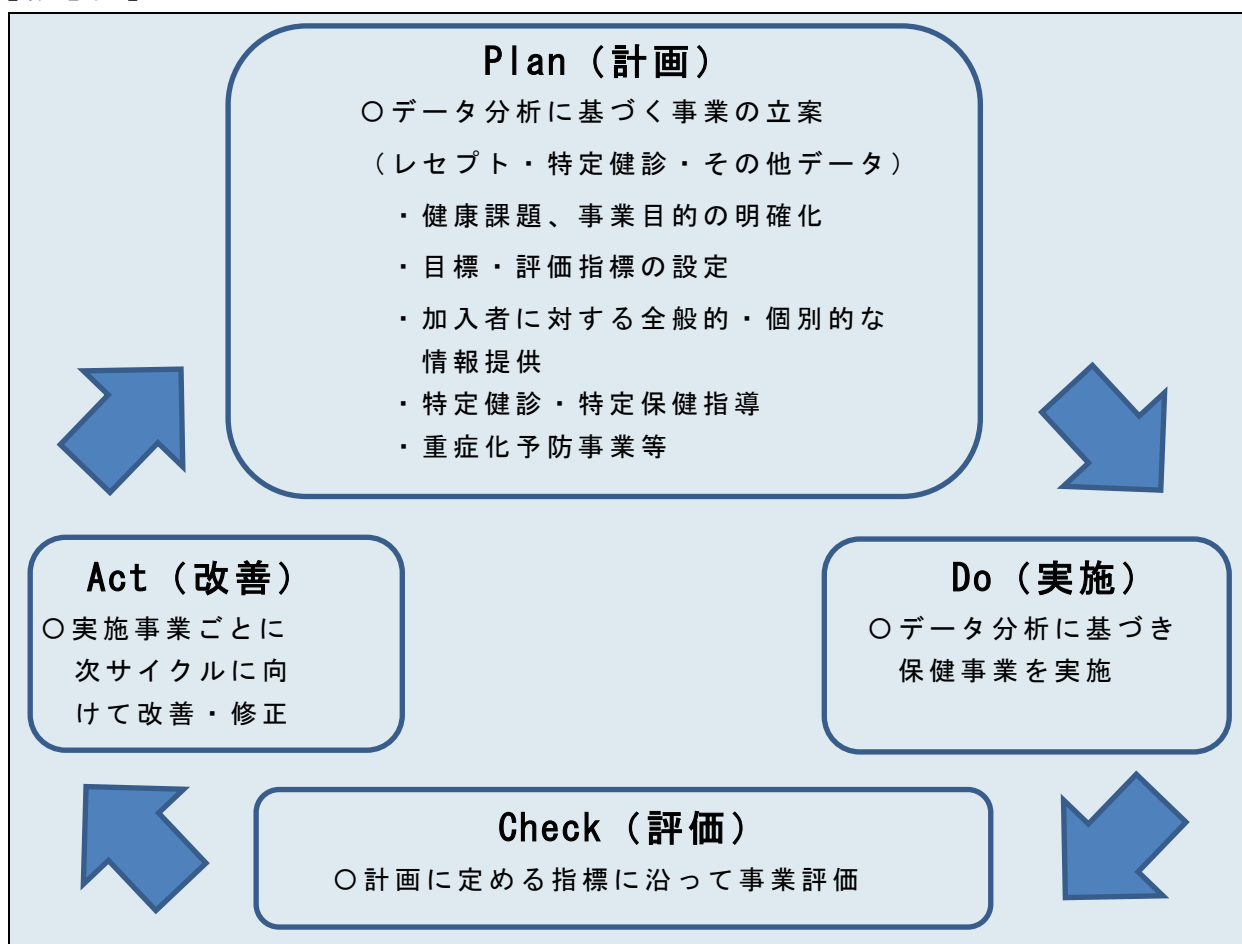 Plan（計画）
〇データ分析に基づく事業の立案
（レセプト・特定健診・その他データ）
・健康課題、事業目的の明確化
・目標・評価指標の設定
・加入者に対する全般的・個別的な
情報提供
・特定健診・特定保健指導
・重症化予防事業等
Act（改善）
〇実施事業ごとに
次サイクルに向
けて改善・修正
Do（実施）
〇データ分析に基づき
保健事業を実施
Check（評価）
〇計画に定める指標に沿って事業評価